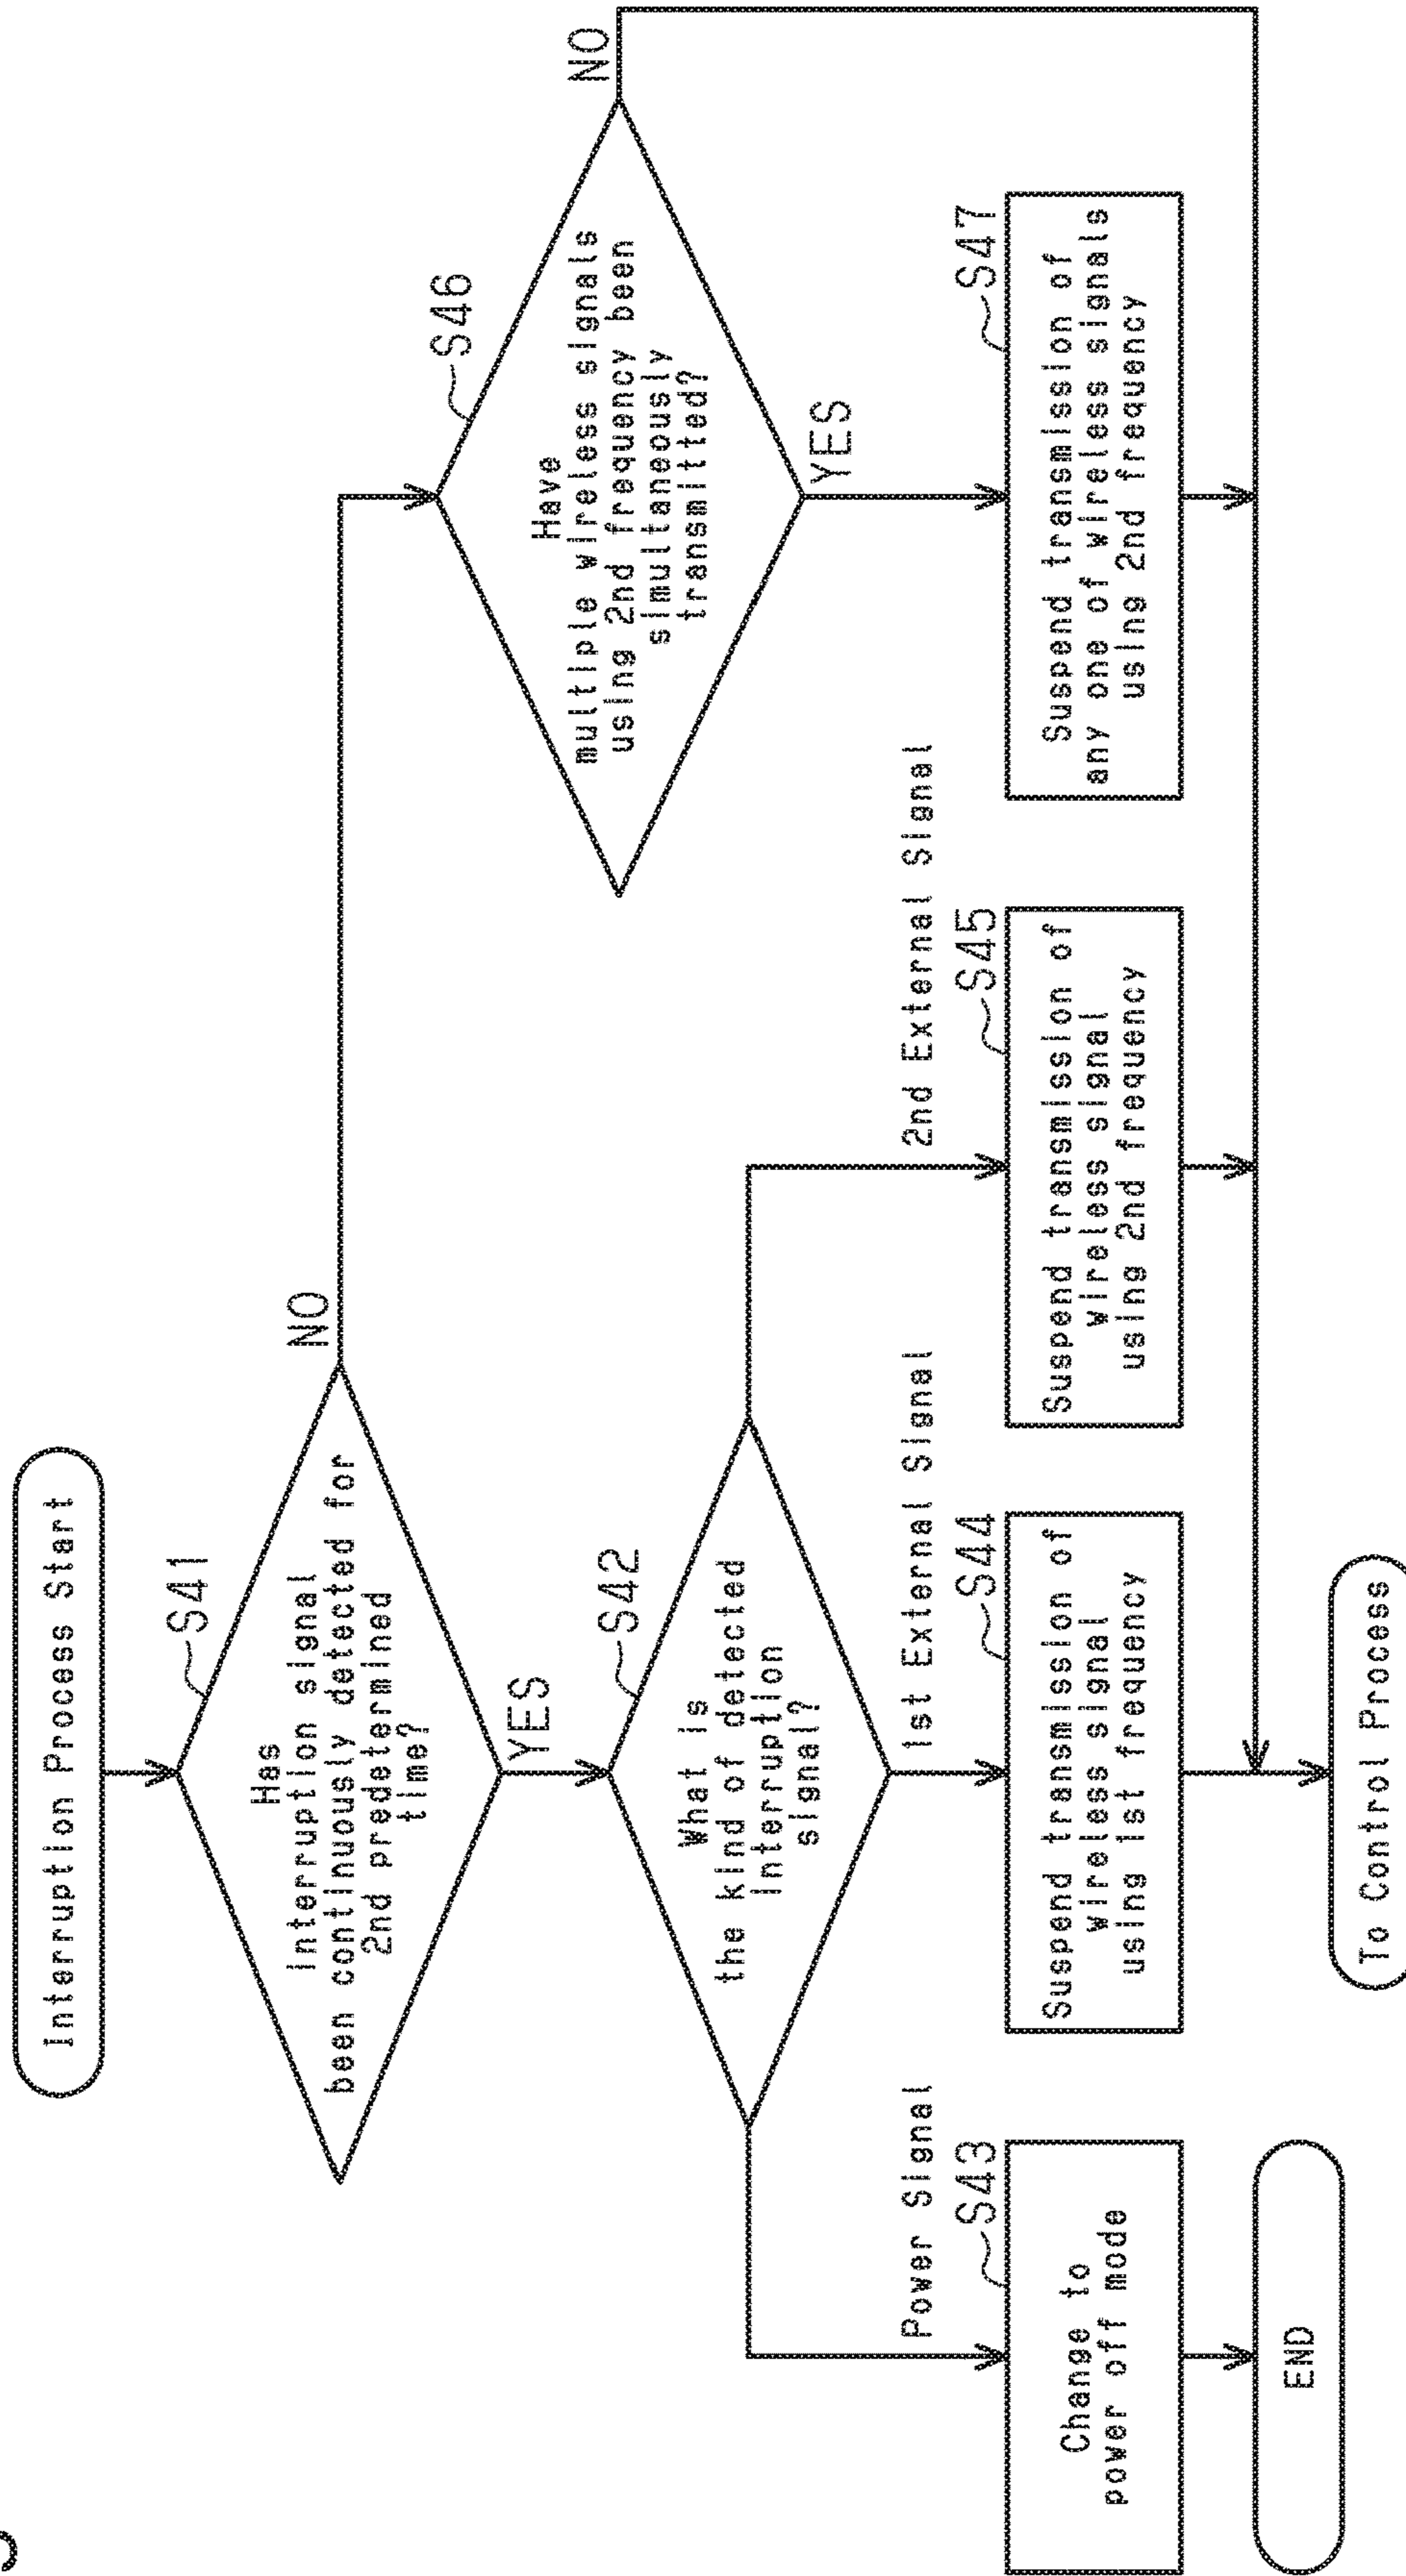 Interruption Process Start
S41
Has
interruption signal
been continuously detected for
2nd predetermined
time?
NO
YES
S42
What is
the kind of detected
interruption
signal?
Power Signal
1st External Signal
2nd External Signal
S43
Change to
power off mode
S44
Suspend transmission of
wireless signal
using 1st frequency
S45
Suspend transmission of
wireless signal
using 2nd frequency
S46
Have
multiple wireless signals
using 2nd frequency been
simultaneously
transmitted?
NO
YES
S47
Suspend transmission of
any one of wireless signals
using 2nd frequency
END
To Control Process